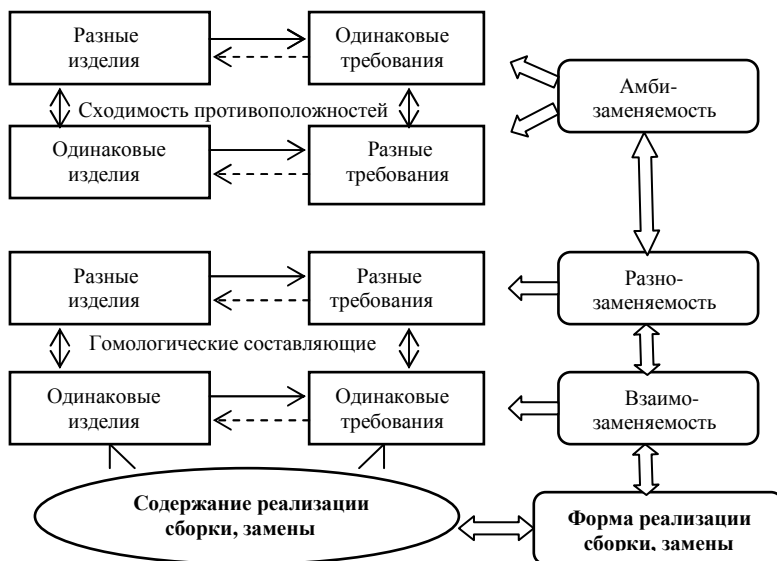 Разные
изделия
Одинаковые
требования
Амби-
заменяемость
Сходимость противоположностей
Одинаковые
изделия
Разные
требования
Разные
изделия
Разные
требования
Разно-
заменяемость
Гомологические составляющие
Одинаковые
изделия
Одинаковые
требования
Взаимо-
заменяемость
Содержание реализации
сборки, замены
Форма реализации
сборки, замены